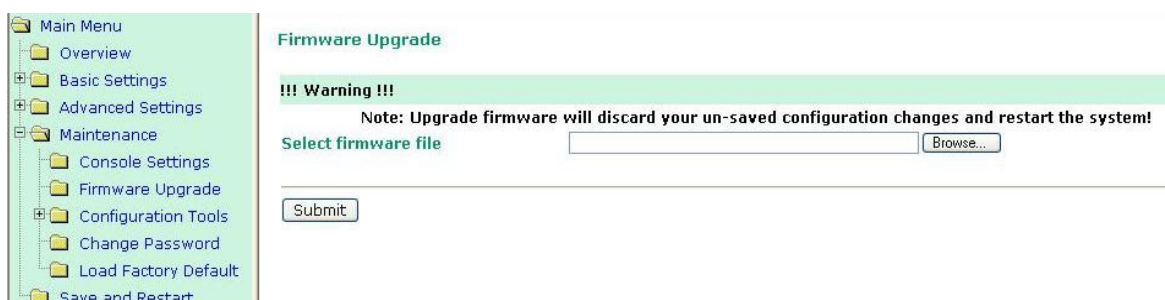 Main Menu
Overview
Basic Settings
Advanced Settings
Maintenance
Console Settings
Firmware Upgrade
Configuration Tools
Change Password
Load Factory Default
Save and Restart
Firmware Upgrade
!!! Warning !!!
Note: Upgrade firmware will discard your un-saved configuration changes and restart the system!
Select firmware file
Browse...
Submit